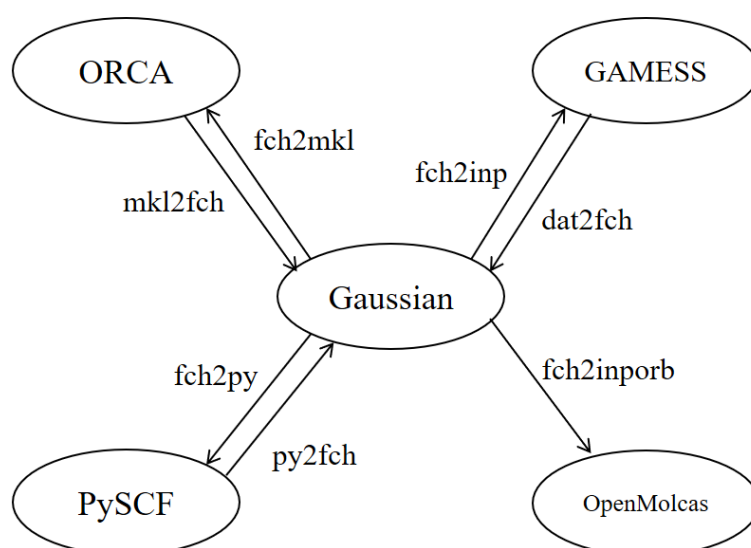 ORCA
GAMESS
fch2mkl
mkl2fch
fch2inp
dat2fch
Gaussian
fch2py
py2fch
fch2inporb
PySCF
OpenMolcas